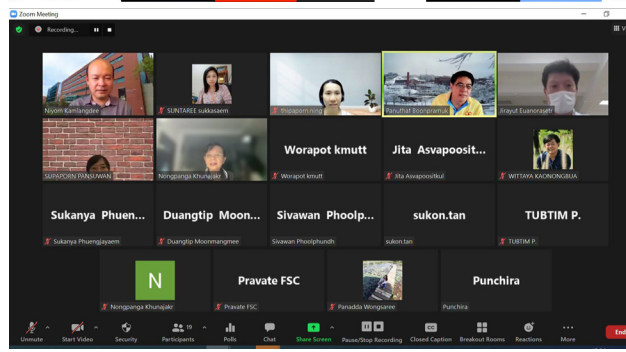 Zoom Meeting
Recording...
Niyom Kamlangdee
SUNTAREE sukkasaem
thipaporn ning
Panuthat Boonpramuk
Jirayut Euanorasetr
SUPAPORN PANSUWAN
Nongpanga Khunajakr
Worapot kmutt
Worapot kmutt
Jita Asvapoosit...
Jita Asvapoositkul
WITTAYA KAONONGBUA
Sukanya Phuen...
Sukanya Phuengjayaem
Duangtip Moon...
Duangtip Moonmangmee
Sivawan Phoolp...
Sivawan Phoolphundh
sukon.tan
sukon.tan
TUBTIM P.
TUBTIM P.
N
Nongpanga Khunajakr
Pravate FSC
Pravate FSC
Panadda Wongsaree
Punchira
Punchira
Unmute
Start Video
Security
19
Participants
Polls
Chat
Share Screen
Pause/Stop Recording
CC
Closed Caption
Breakout Rooms
Reactions
More
End